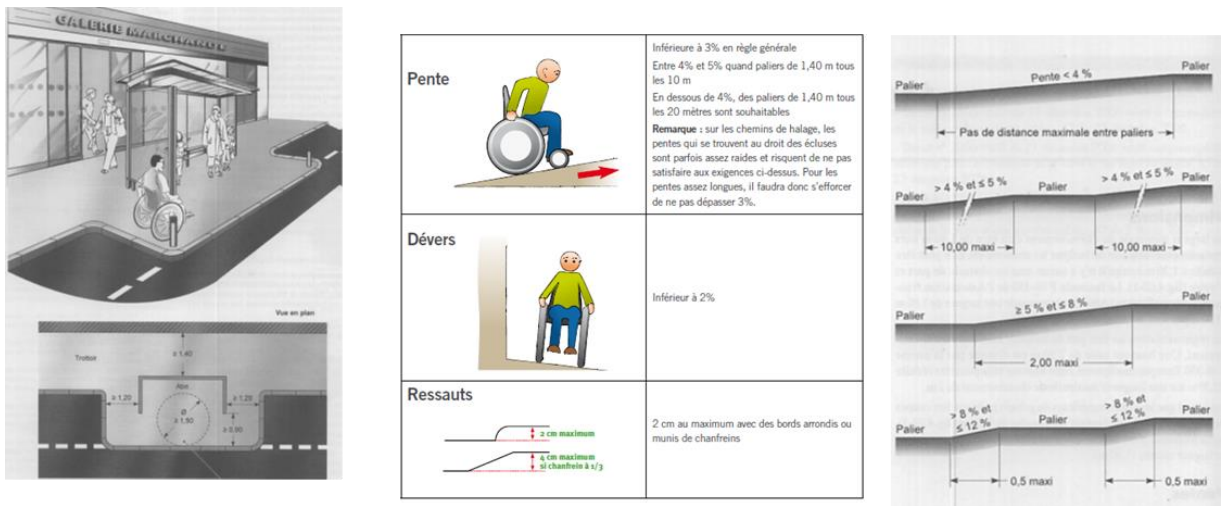 GALERIE MARCHANDE
Vue en plan
Trottoir
≥ 1,40
Abri
≥ 1,20
≥ 1,20
Ø
≥ 1,50
≥ 0,90
Pente
Inférieure à 3% en règle générale
Entre 4% et 5% quand paliers de 1,40 m tous
les 10 m
En dessous de 4%, des paliers de 1,40 m tous
les 20 mètres sont souhaitables
Remarque : sur les chemins de halage, les
pentes qui se trouvent au droit des écluses
sont parfois assez raides et risquent de ne pas
satisfaire aux exigences ci-dessus. Pour les
pentes assez longues, il faudra donc s'efforcer
de ne pas dépasser 3%.
Dévers
Inférieur à 2%
Ressauts
2 cm maximum
4 cm maximum
si chanfrein à 1/3
2 cm au maximum avec des bords arrondis ou
munis de chanfreins
Palier
Pente < 4 %
Palier
Pas de distance maximale entre paliers
Palier
> 4 % et ≤ 5 %
Palier
> 4 % et ≤ 5 %
Palier
10,00 maxi
10,00 maxi
Palier
≥ 5 % et ≤ 8 %
Palier
2,00 maxi
Palier
> 8 % et
≤ 12 %
Palier
> 8 % et
≤ 12 %
Palier
0,5 maxi
0,5 maxi